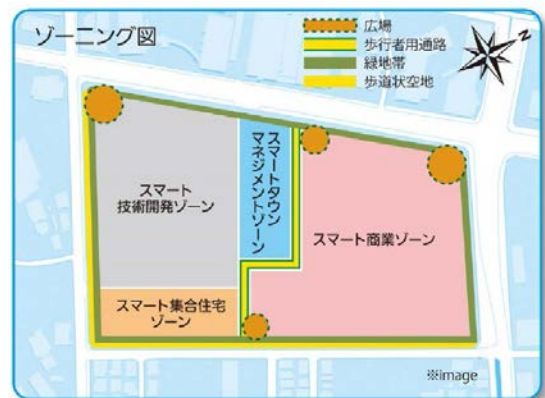 ゾーニング図
広場
歩行者用通路
緑地帯
歩道状空地
N
スマート
技術開発ゾーン
スマートタウン
マネジメントゾーン
スマート商業ゾーン
スマート集合住宅
ゾーン
※image